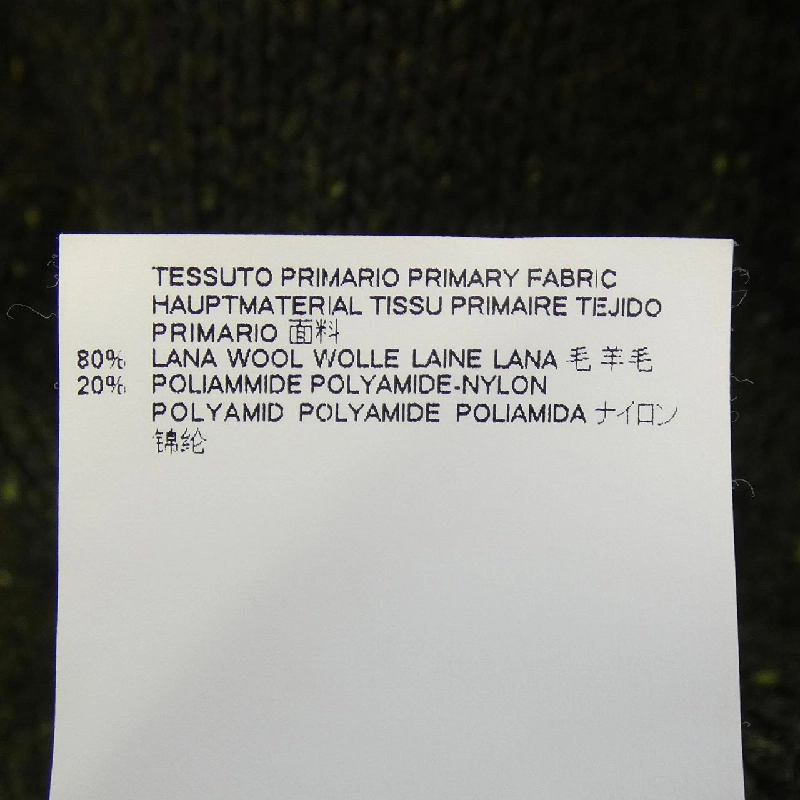 TESSUTO PRIMARIO PRIMARY FABRIC
HAUPTMATERIAL TISSU PRIMAIRE TEJIDO
PRIMARIO 面料
80% LANA WOOL WOLLE LAINE LANA 毛 羊毛
20% POLIAMMIDE POLYAMIDE-NYLON
POLYAMID POLYAMIDE POLIAMIDA ナイロン
锦纶